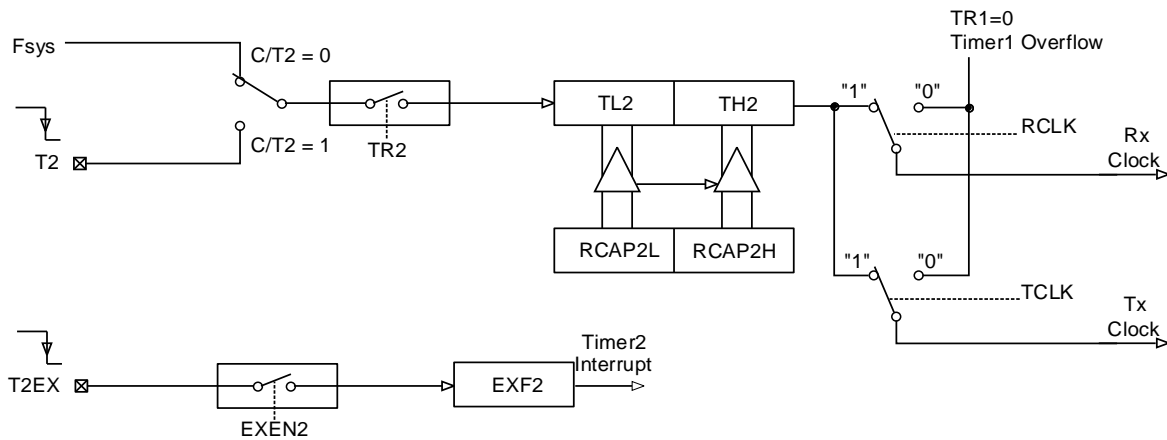 TR1=0
Timer1 Overflow
Fsys
C/T2 = 0
TL2
TH2
"1"
"0"
RCLK
Rx
Clock
T2
C/T2 = 1
TR2
RCAP2L
RCAP2H
"1"
"0"
TCLK
Tx
Clock
Timer2
Interrupt
T2EX
EXF2
EXEN2